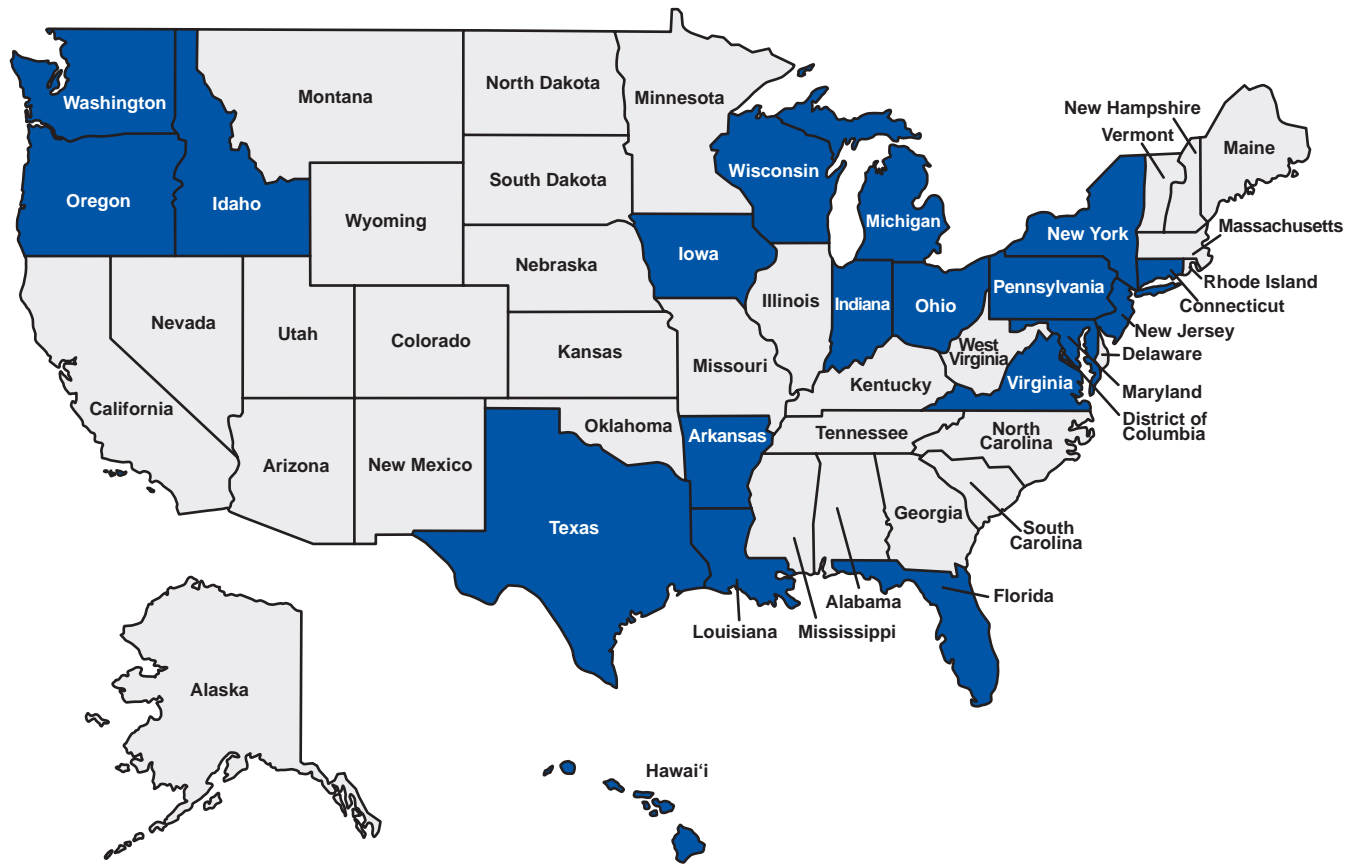 North Dakota
Montana
Minnesota
Washington
New Hampshire
Vermont
Maine
South Dakota
Wisconsin
Oregon
Idaho
Wyoming
Michigan
New York
Massachusetts
Iowa
Nebraska
Pennsylvania
Rhode Island
Connecticut
Illinois
Indiana
Ohio
Nevada
Utah
Colorado
New Jersey
Kansas
West
Virginia
Delaware
Missouri
Kentucky
Virginia
Maryland
California
District of
Columbia
Oklahoma
Arkansas
Tennessee
North
Carolina
Arizona
New Mexico
Georgia
Texas
South
Carolina
Florida
Alabama
Louisiana
Mississippi
Alaska
Hawai‘i